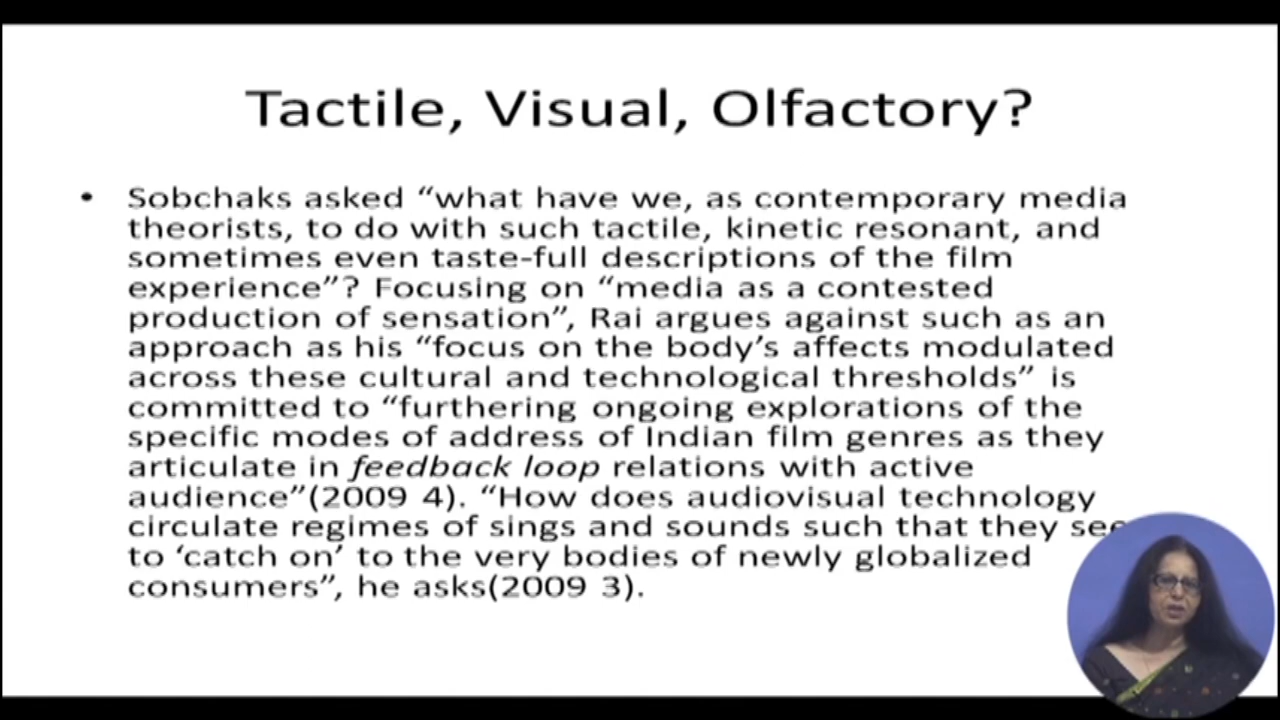 Tactile, Visual, Olfactory?
• Sobchaks asked “what have we, as contemporary media
theorists, to do with such tactile, kinetic resonant, and
sometimes even taste-full descriptions of the film
experience”? Focusing on “media as a contested
production of sensation”, Rai argues against such as an
approach as his “focus on the body’s affects modulated
across these cultural and technological thresholds” is
committed to “furthering ongoing explorations of the
specific modes of address of Indian film genres as they
articulate in feedback loop relations with active
audience”(2009 4). “How does audiovisual technology
circulate regimes of sings and sounds such that they
to ‘catch on’ to the very bodies of newly globalized
consumers”, he asks(2009 3).